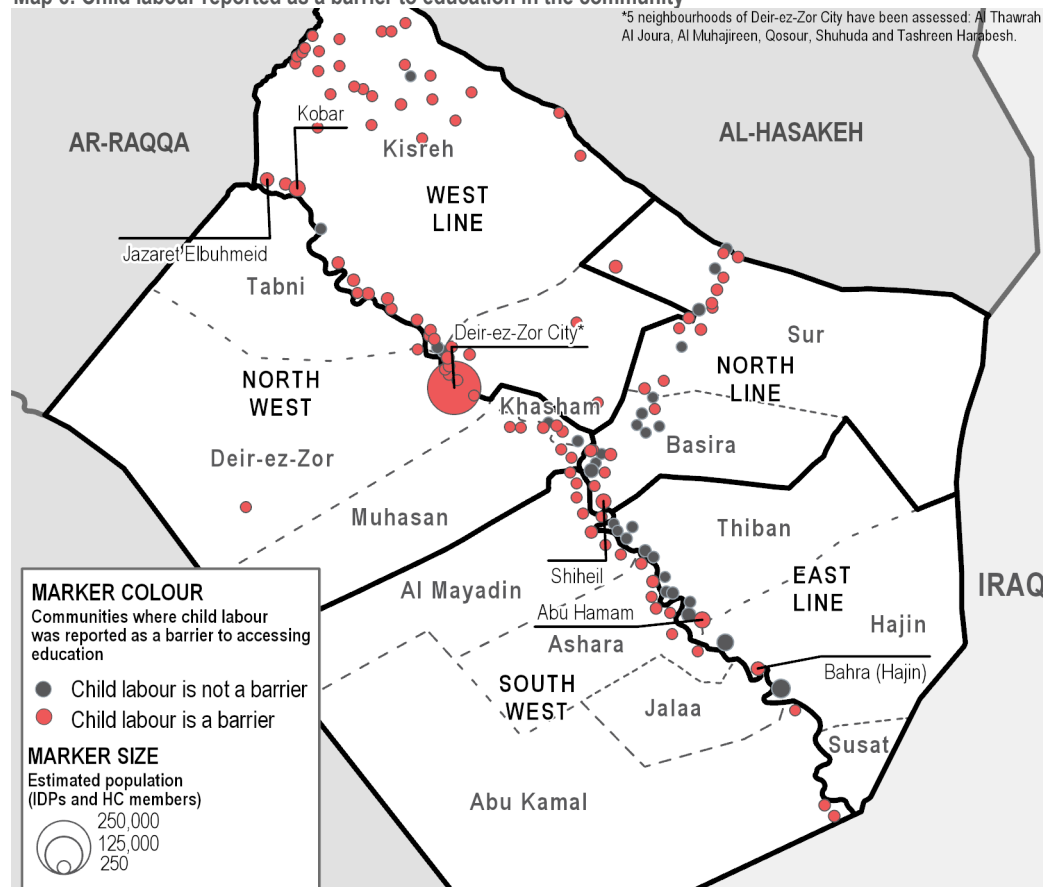 Map 6: Child labour reported as a barrier to education in the community
*5 neighbourhoods of Deir-ez-Zor City have been assessed: Al Thawrah
Al Joura, Al Muhajireen, Qosour, Shuhuda and Tashreen Harabesh.
Kobar
AR-RAQQA
AL-HASAKEH
Kisreh
WEST
LINE
Jazaret Elbuhmeid
Tabni
Deir-ez-Zor City*
Sur
NORTH
WEST
NORTH
LINE
Khasham
Basira
Deir-ez-Zor
Muhasan
Thiban
Shiheil
EAST
LINE
IRAQ
Al Mayadin
Abu Hamam
Hajin
Ashara
Bahra (Hajin)
SOUTH
WEST
Jalaa
Susat
Abu Kamal
MARKER COLOUR
Communities where child labour
was reported as a barrier to accessing
education
Child labour is not a barrier
Child labour is a barrier
MARKER SIZE
Estimated population
(IDPs and HC members)
250,000
125,000
250